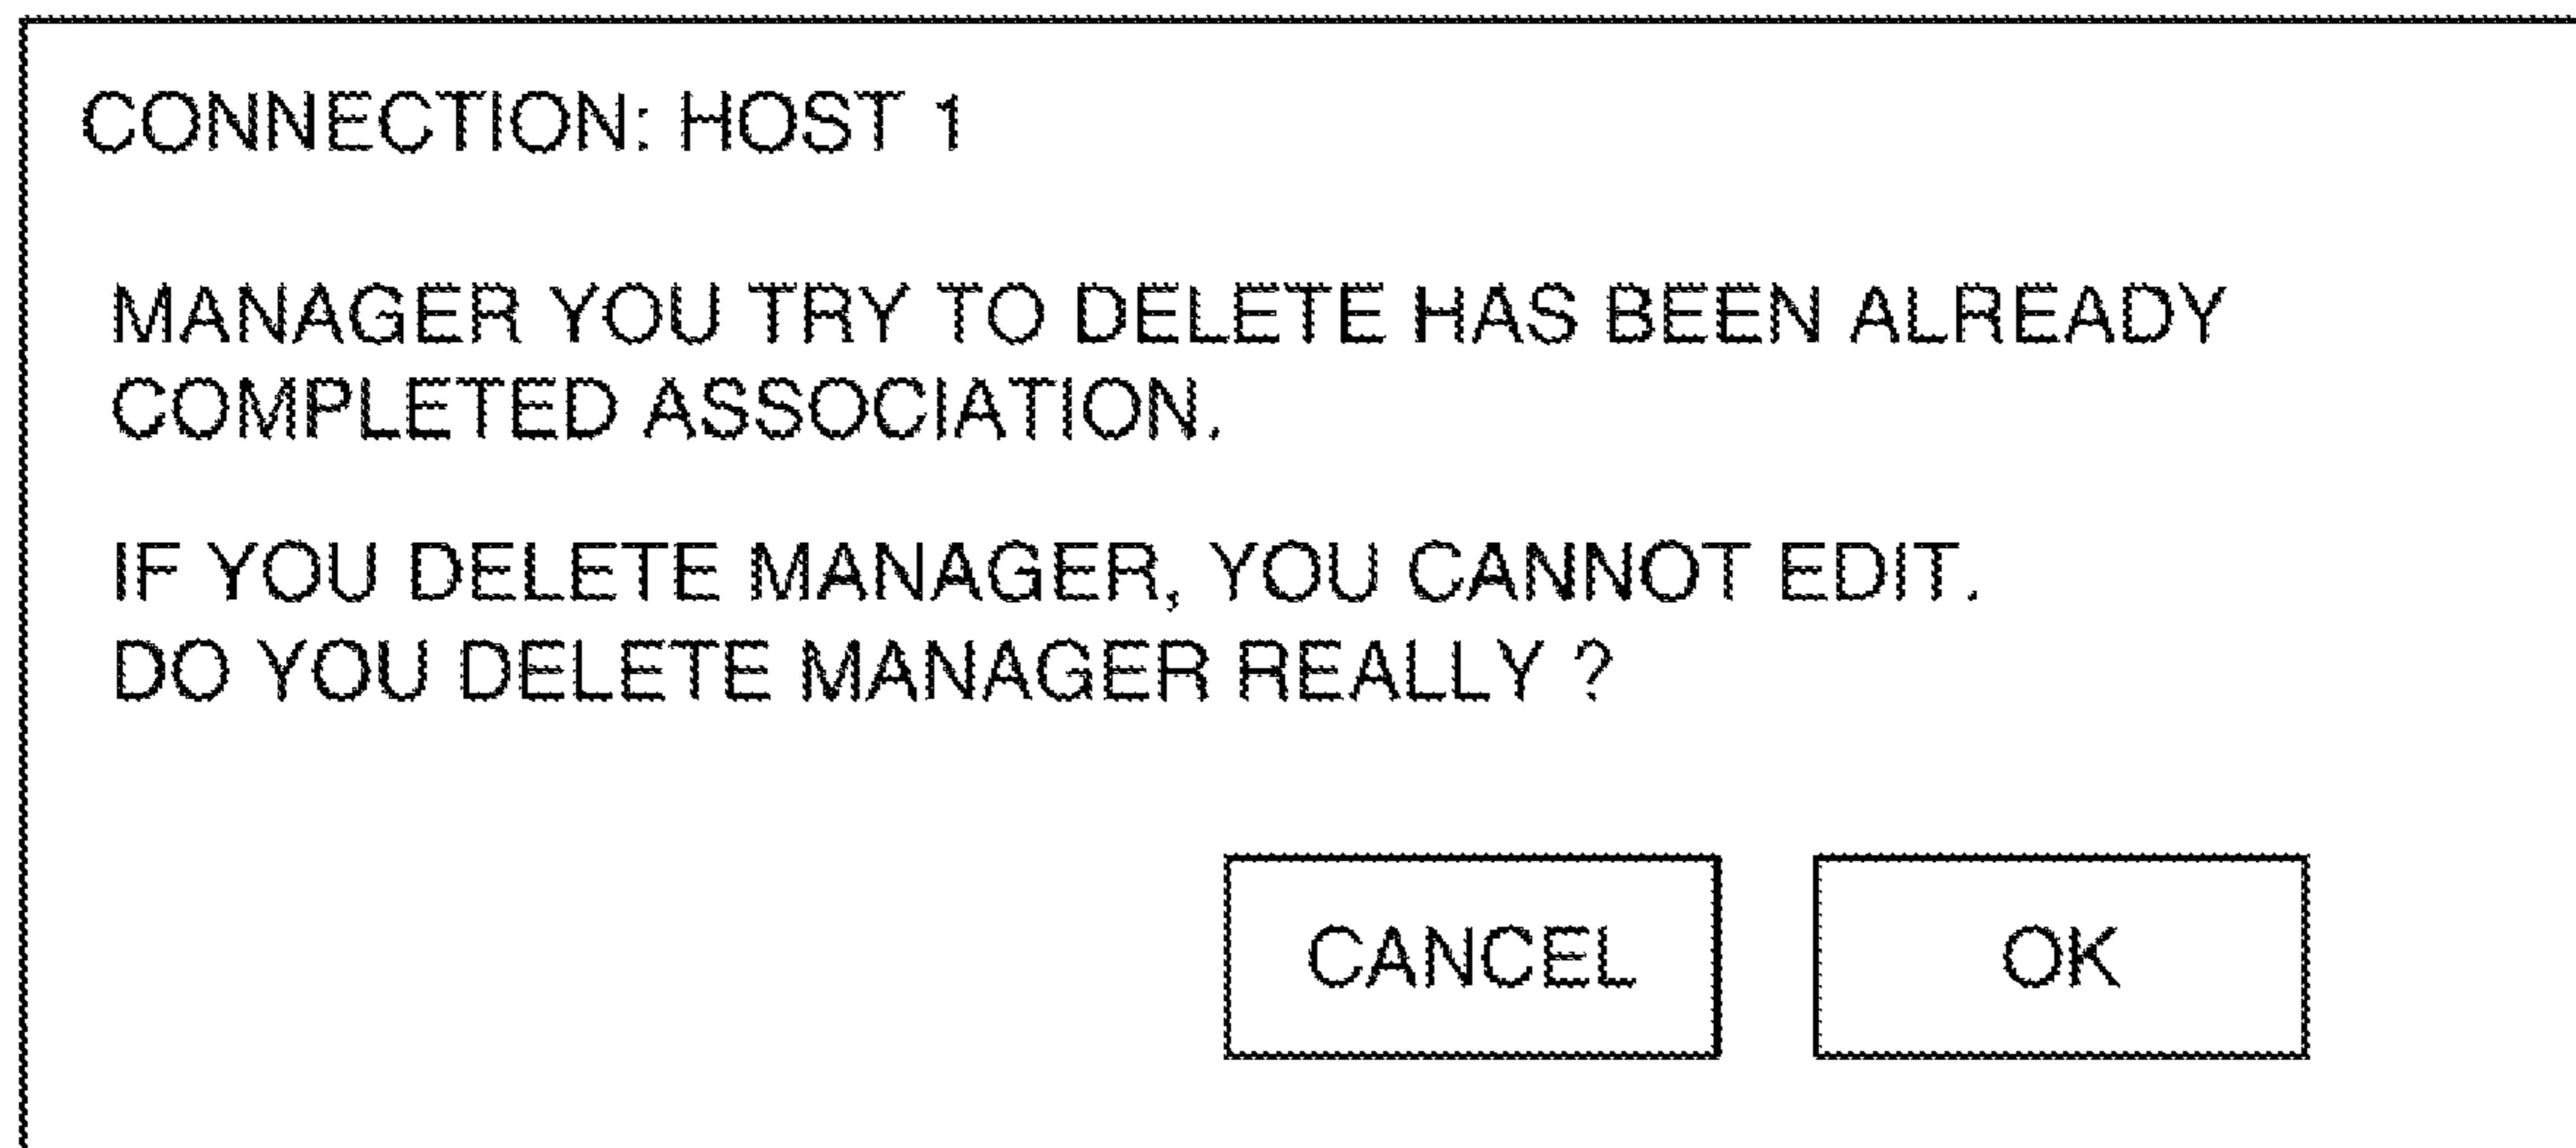 CONNECTION: HOST 1
MANAGER YOU TRY TO DELETE HAS BEEN ALREADY
COMPLETED ASSOCIATION.
IF YOU DELETE MANAGER, YOU CANNOT EDIT.
DO YOU DELETE MANAGER REALLY ?
CANCEL OK